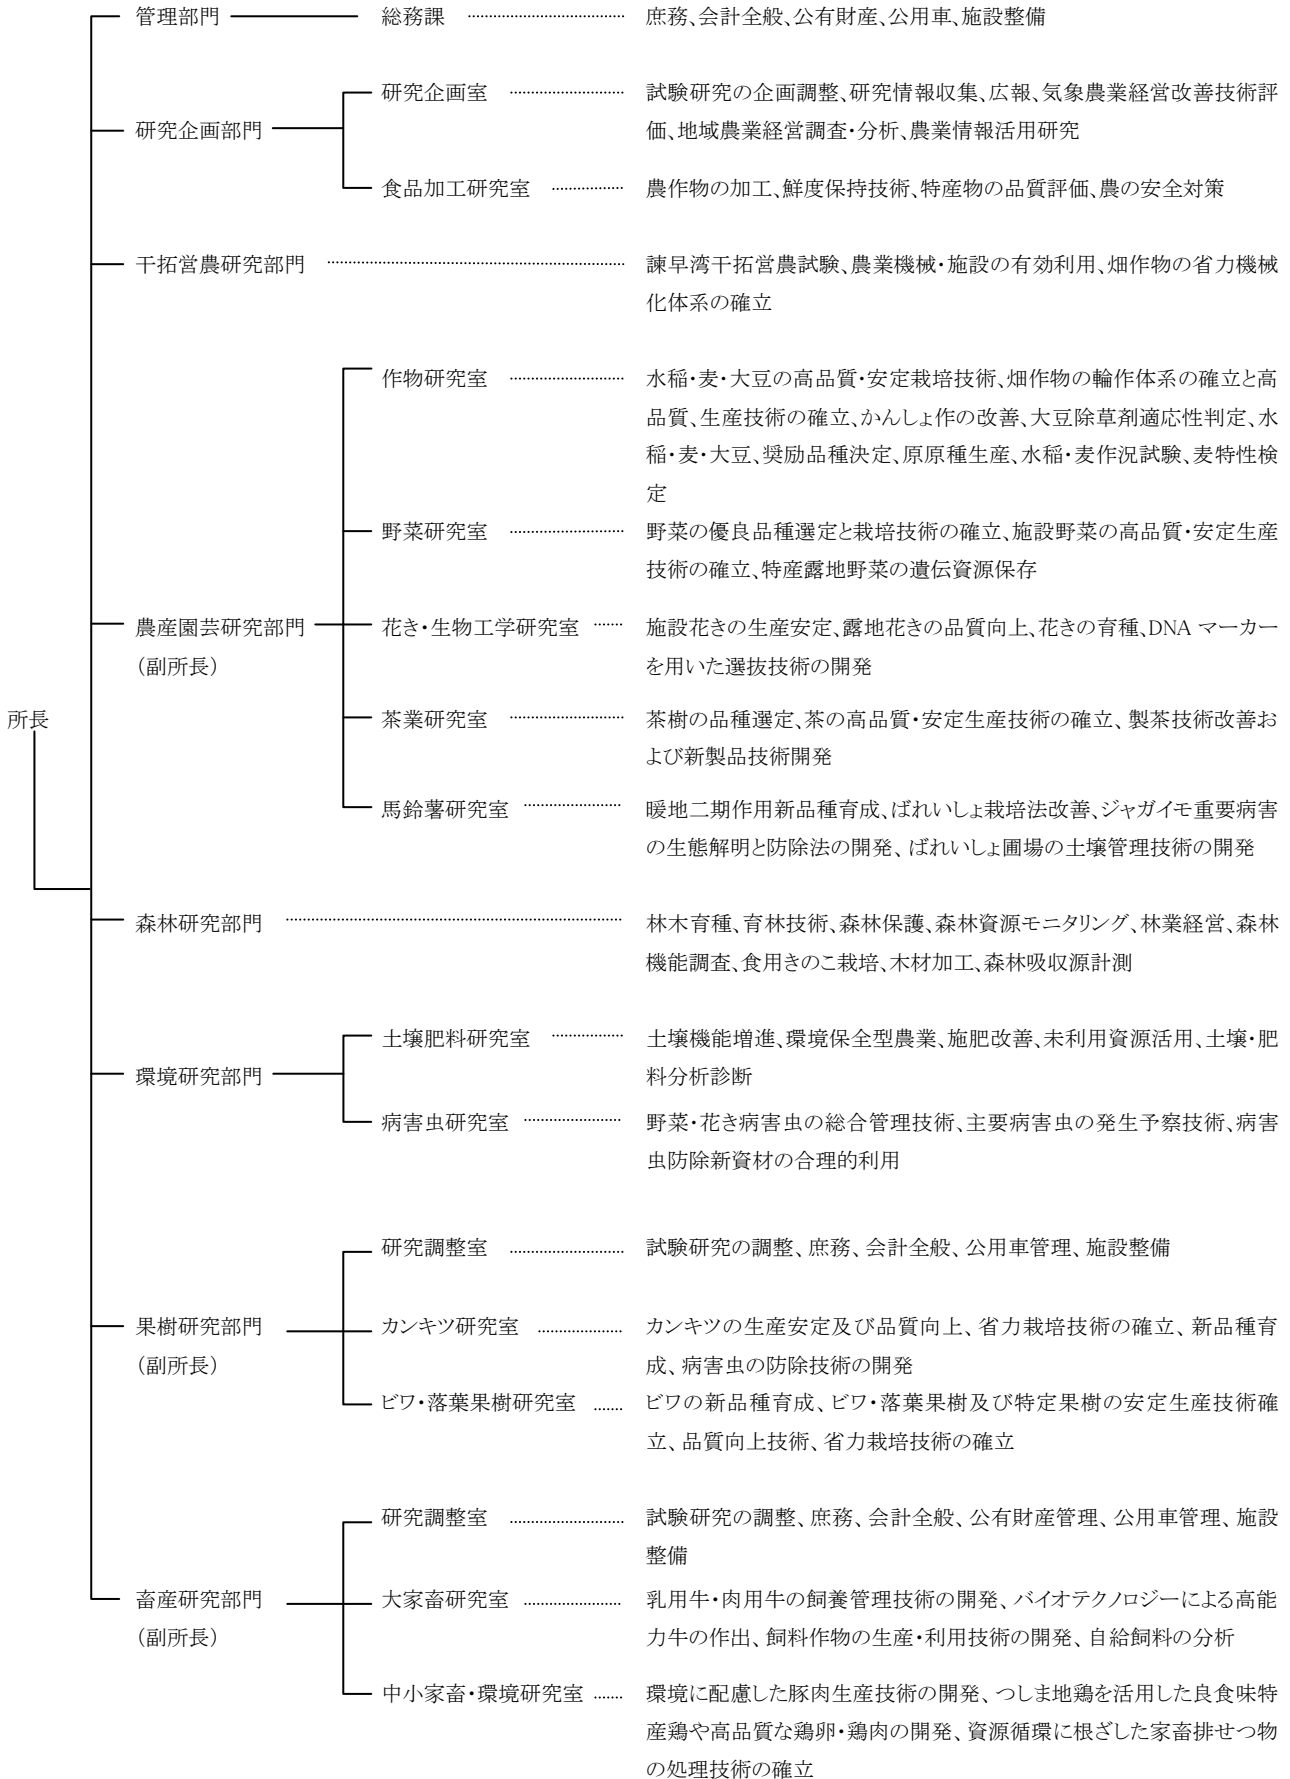 管理部門 総務課 庶務、会計全般、公有財産、公用車、施設整備
研究企画室 試験研究の企画調整、研究情報収集、広報、気象農業経営改善技術評
研究企画部門
価、地域農業経営調査・分析、農業情報活用研究
食品加工研究室 農作物の加工、鮮度保持技術、特産物の品質評価、農の安全対策
干拓営農研究部門 諫早湾干拓営農試験、農業機械・施設の有効利用、畑作物の省力機械
化体系の確立
作物研究室 水稲・麦・大豆の高品質・安定栽培技術、畑作物の輪作体系の確立と高
品質、生産技術の確立、かんしょ作の改善、大豆除草剤適応性判定、水
稲・麦・大豆、奨励品種決定、原原種生産、水稲・麦作況試験、麦特性検
定
野菜研究室 野菜の優良品種選定と栽培技術の確立、施設野菜の高品質・安定生産
技術の確立、特産露地野菜の遺伝資源保存
農産園芸研究部門 花き・生物工学研究室 施設花きの生産安定、露地花きの品質向上、花きの育種、DNA マーカー
（副所長） を用いた選抜技術の開発
所長
茶業研究室 茶樹の品種選定、茶の高品質・安定生産技術の確立、製茶技術改善お
よび新製品技術開発
馬鈴薯研究室 暖地二期作用新品種育成、ばれいしょ栽培法改善、ジャガイモ重要病害
の生態解明と防除法の開発、ばれいしょ圃場の土壌管理技術の開発
森林研究部門 林木育種、育林技術、森林保護、森林資源モニタリング、林業経営、森林
機能調査、食用きのこ栽培、木材加工、森林吸収源計測
土壌肥料研究室 土壌機能増進、環境保全型農業、施肥改善、未利用資源活用、土壌・肥
環境研究部門 料分析診断
病害虫研究室 野菜・花き病害虫の総合管理技術、主要病害虫の発生予察技術、病害
虫防除新資材の合理的利用
研究調整室 試験研究の調整、庶務、会計全般、公用車管理、施設整備
果樹研究部門 カンキツ研究室 カンキツの生産安定及び品質向上、省力栽培技術の確立、新品種育
（副所長） 成、病害虫の防除技術の開発
ビワ・落葉果樹研究室 ビワの新品種育成、ビワ・落葉果樹及び特定果樹の安定生産技術確
立、品質向上技術、省力栽培技術の確立
研究調整室 試験研究の調整、庶務、会計全般、公有財産管理、公用車管理、施設
整備
畜産研究部門 大家畜研究室 乳用牛・肉用牛の飼養管理技術の開発、バイオテクノロジーによる高能
（副所長） 力牛の作出、飼料作物の生産・利用技術の開発、自給飼料の分析
中小家畜・環境研究室 環境に配慮した豚肉生産技術の開発、つしま地鶏を活用した良食味特
産鶏や高品質な鶏卵・鶏肉の開発、資源循環に根ざした家畜排せつ物
の処理技術の確立